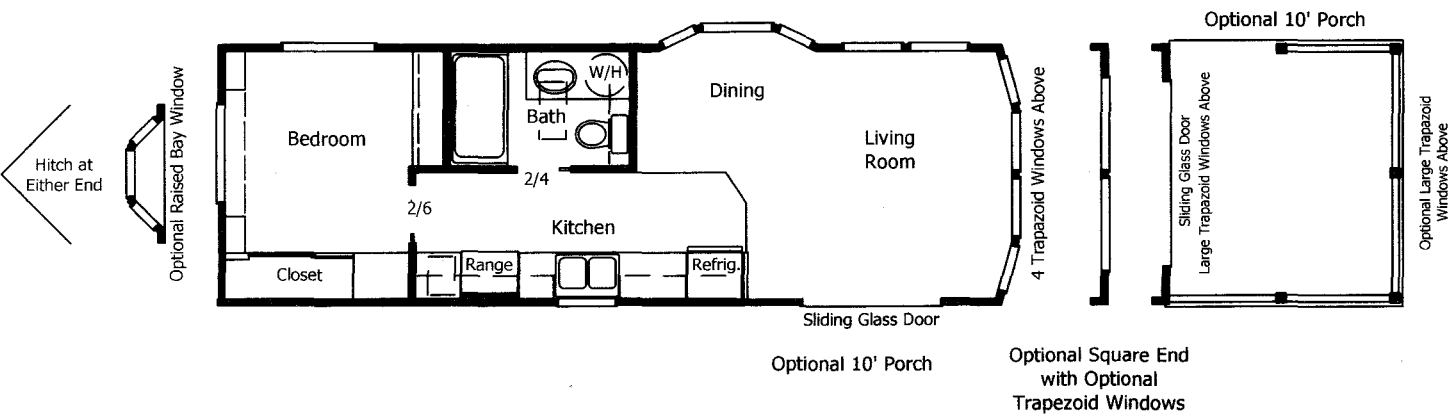 Optional 10' Porch
Hitch at
Either End
Optional Raised Bay Window
Bedroom
Closet
2/6
Bath
W/H
2/4
Kitchen
Range
Refrig.
Dining
Living
Room
Sliding Glass Door
Optional 10' Porch
4 Trapazoid Windows Above
Optional Square End
with Optional
Trapezoid Windows
Sliding Glass Door
Large Trapazoid Windows Above
Optional Large Trapazoid
Windows Above